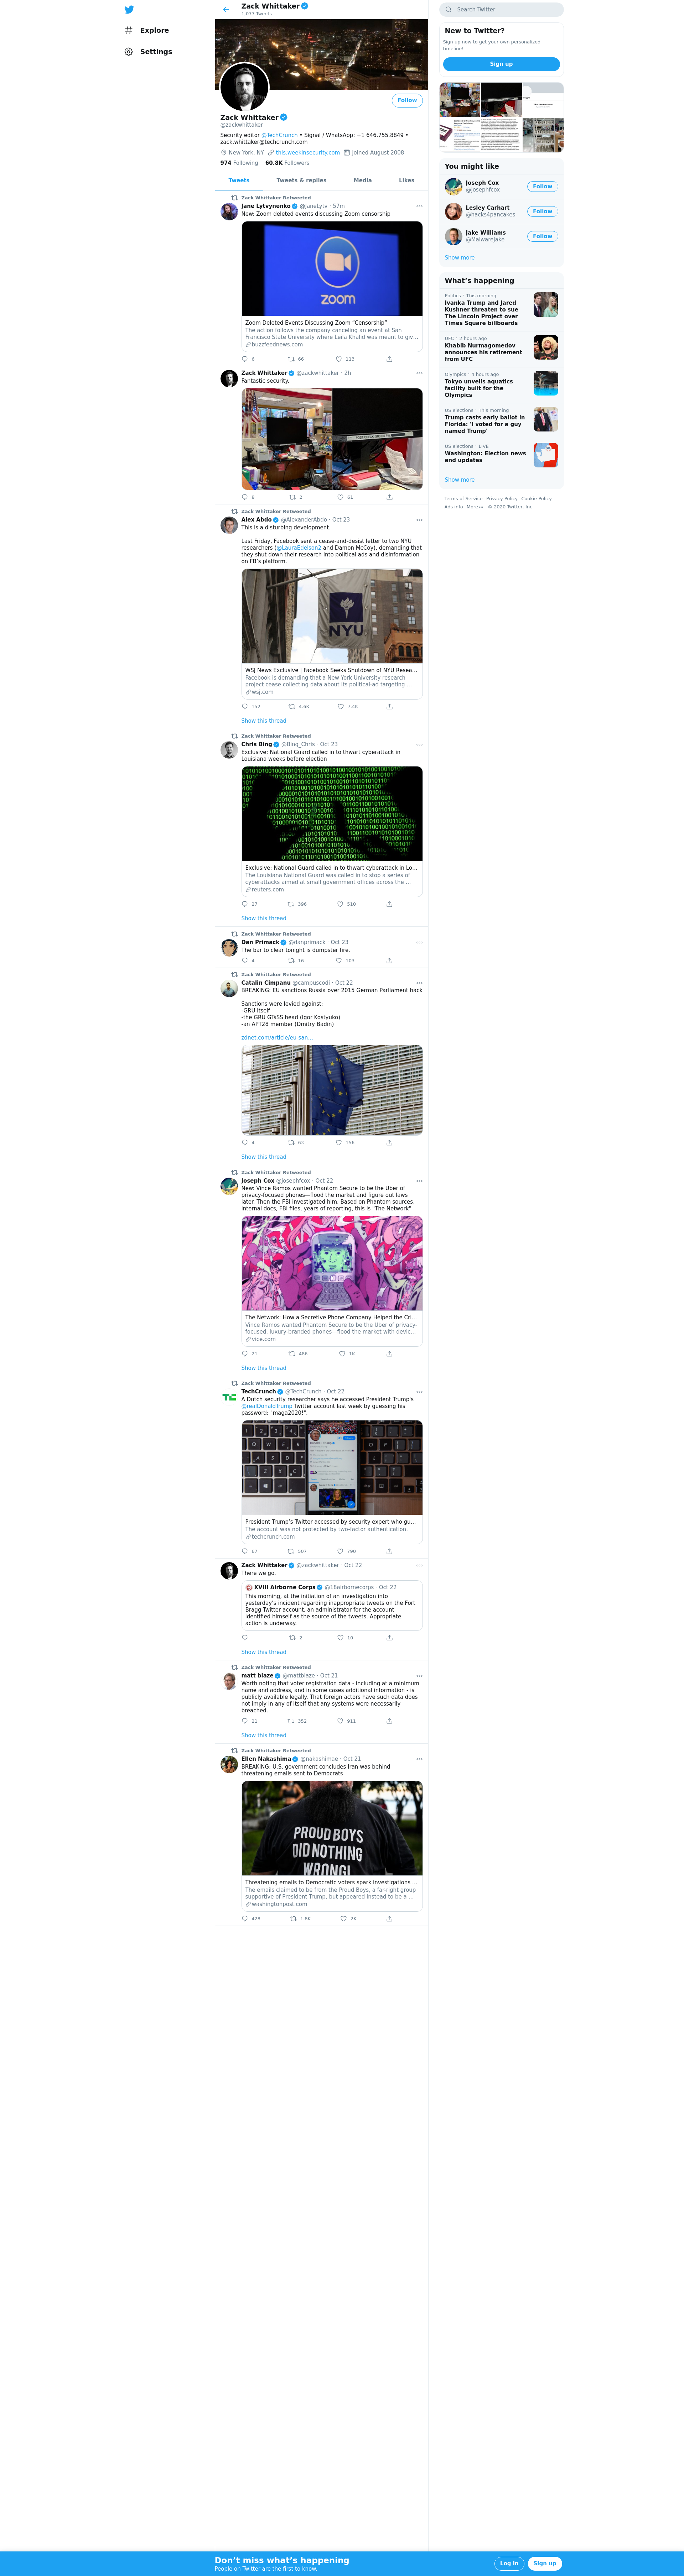 Explore
Settings
Zack Whittaker
1,077 Tweets
Follow
Zack Whittaker
@zackwhittaker
Security editor @TechCrunch • Signal / WhatsApp: +1 646.755.8849 •
zack.whittaker@techcrunch.com
New York, NY this.weekinsecurity.com Joined August 2008
974 Following 60.8K Followers
Tweets Tweets & replies Media Likes
Zack Whittaker Retweeted
Jane Lytvynenko @JaneLytv · 57m
New: Zoom deleted events discussing Zoom censorship
zoom
Zoom Deleted Events Discussing Zoom "Censorship"
The action follows the company canceling an event at San
Francisco State University where Leila Khalid was meant to giv...
buzzfeednews.com
6 66 113
Zack Whittaker @zackwhittaker · 2h
Fantastic security.
8 2 61
Zack Whittaker Retweeted
Alex Abdo @AlexanderAbdo · Oct 23
This is a disturbing development.
Last Friday, Facebook sent a cease-and-desist letter to two NYU
researchers (@LauraEdelson2 and Damon McCoy), demanding that
they shut down their research into political ads and disinformation
on FB's platform.
NYU
WSJ News Exclusive | Facebook Seeks Shutdown of NYU Resea...
Facebook is demanding that a New York University research
project cease collecting data about its political-ad targeting ...
wsj.com
152 4.6K 7.4K
Show this thread
Zack Whittaker Retweeted
Chris Bing @Bing_Chris · Oct 23
Exclusive: National Guard called in to thwart cyberattack in
Louisiana weeks before election
Exclusive: National Guard called in to thwart cyberattack in Lo...
The Louisiana National Guard was called in to stop a series of
cyberattacks aimed at small government offices across the ...
reuters.com
27 396 510
Show this thread
Zack Whittaker Retweeted
Dan Primack @danprimack · Oct 23
The bar to clear tonight is dumpster fire.
4 16 103
Zack Whittaker Retweeted
Catalin Cimpanu @campuscodi · Oct 22
BREAKING: EU sanctions Russia over 2015 German Parliament hack
Sanctions were levied against:
-GRU itself
-the GRU GTsSS head (Igor Kostyuko)
-an APT28 member (Dmitry Badin)
zdnet.com/article/eu-san...
4 63 156
Show this thread
Zack Whittaker Retweeted
Joseph Cox @josephfcox · Oct 22
New: Vince Ramos wanted Phantom Secure to be the Uber of
privacy-focused phones—flood the market and figure out laws
later. Then the FBI investigated him. Based on Phantom sources,
internal docs, FBI files, years of reporting, this is "The Network"
The Network: How a Secretive Phone Company Helped the Cri...
Vince Ramos wanted Phantom Secure to be the Uber of privacy-
focused, luxury-branded phones—flood the market with devic...
vice.com
21 486 1K
Show this thread
Zack Whittaker Retweeted
TechCrunch @TechCrunch · Oct 22
A Dutch security researcher says he accessed President Trump's
@realDonaldTrump Twitter account last week by guessing his
password: "maga2020!".
President Trump's Twitter accessed by security expert who gu...
The account was not protected by two-factor authentication.
techcrunch.com
67 507 790
Zack Whittaker @zackwhittaker · Oct 22
There we go.
XVIII Airborne Corps @18airbornecorps · Oct 22
This morning, at the initiation of an investigation into
yesterday's incident regarding inappropriate tweets on the Fort
Bragg Twitter account, an administrator for the account
identified himself as the source of the tweets. Appropriate
action is underway.
2 10
Show this thread
Zack Whittaker Retweeted
matt blaze @mattblaze · Oct 21
Worth noting that voter registration data - including at a minimum
name and address, and in some cases additional information - is
publicly available legally. That foreign actors have such data does
not imply in any of itself that any systems were necessarily
breached.
21 352 911
Show this thread
Zack Whittaker Retweeted
Ellen Nakashima @nakashimae · Oct 21
BREAKING: U.S. government concludes Iran was behind
threatening emails sent to Democrats
PROUD BOYS
DID NOTHING
WRONG!
Threatening emails to Democratic voters spark investigations ...
The emails claimed to be from the Proud Boys, a far-right group
supportive of President Trump, but appeared instead to be a ...
washingtonpost.com
428 1.8K 2K
Search Twitter
New to Twitter?
Sign up now to get your own personalized
timeline!
Sign up
You might like
Joseph Cox
@josephfcox
Follow
Lesley Carhart
@hacks4pancakes
Follow
Jake Williams
@MalwareJake
Follow
Show more
What's happening
Politics · This morning
Ivanka Trump and Jared
Kushner threaten to sue
The Lincoln Project over
Times Square billboards
UFC · 2 hours ago
Khabib Nurmagomedov
announces his retirement
from UFC
Olympics · 4 hours ago
Tokyo unveils aquatics
facility built for the
Olympics
US elections · This morning
Trump casts early ballot in
Florida: 'I voted for a guy
named Trump'
US elections · LIVE
Washington: Election news
and updates
Show more
Terms of Service Privacy Policy Cookie Policy
Ads info More © 2020 Twitter, Inc.
Don't miss what's happening
People on Twitter are the first to know.
Log in Sign up